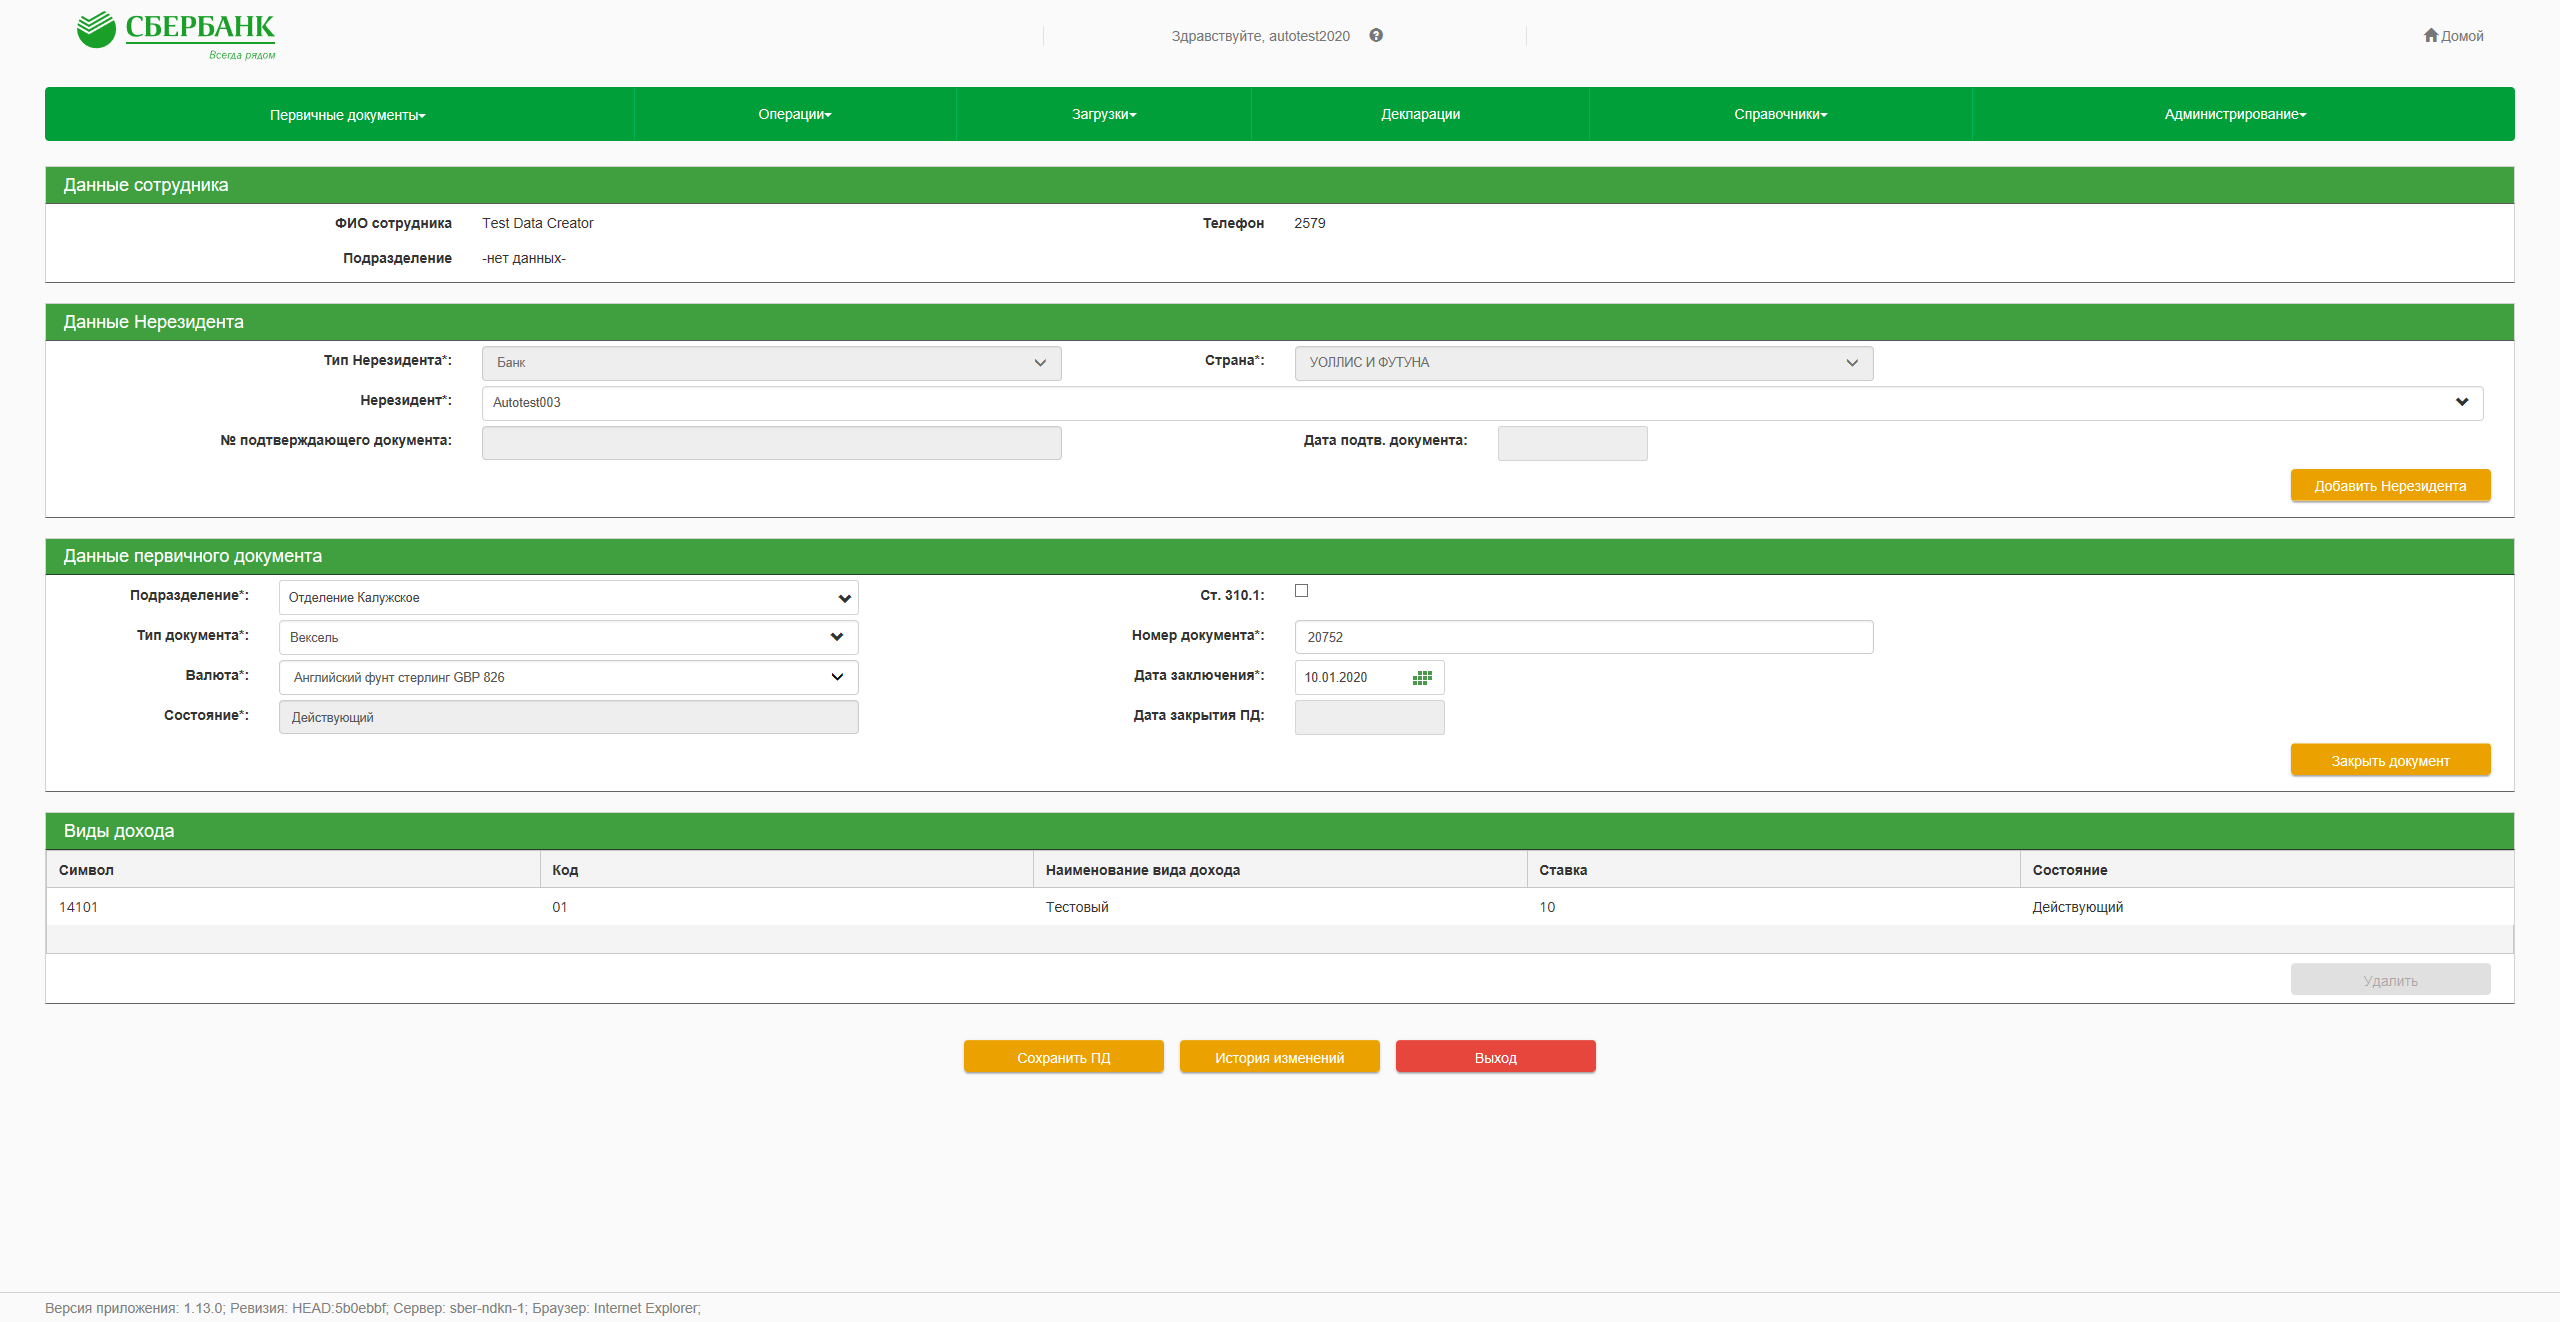 СБЕРБАНК
Всегда рядом
Здравствуйте, autotest2020
Домой
Первичные документы Операции Загрузки Декларации Справочники Администрирование
Данные сотрудника
ФИО сотрудника Test Data Creator Телефон 2579
Подразделение -нет данных-
Данные Нерезидента
Тип Нерезидента*: Банк Страна*: УОЛЛИС И ФУТУНА
Нерезидент*: Autotest003
№ подтверждающего документа: Дата подтв. документа:
Добавить Нерезидента
Данные первичного документа
Подразделение*: Отделение Калужское Ст. 310.1:
Тип документа*: Вексель Номер документа*: 20752
Валюта*: Английский фунт стерлинг GBP 826 Дата заключения*: 10.01.2020
Состояние*: Действующий Дата закрытия ПД:
Закрыть документ
Виды дохода
Символ Код Наименование вида дохода Ставка Состояние
14101 01 Тестовый 10 Действующий
Удалить
Сохранить ПД История изменений Выход
Версия приложения: 1.13.0; Ревизия: HEAD:5b0ebbf; Сервер: sber-ndkn-1; Браузер: Internet Explorer;